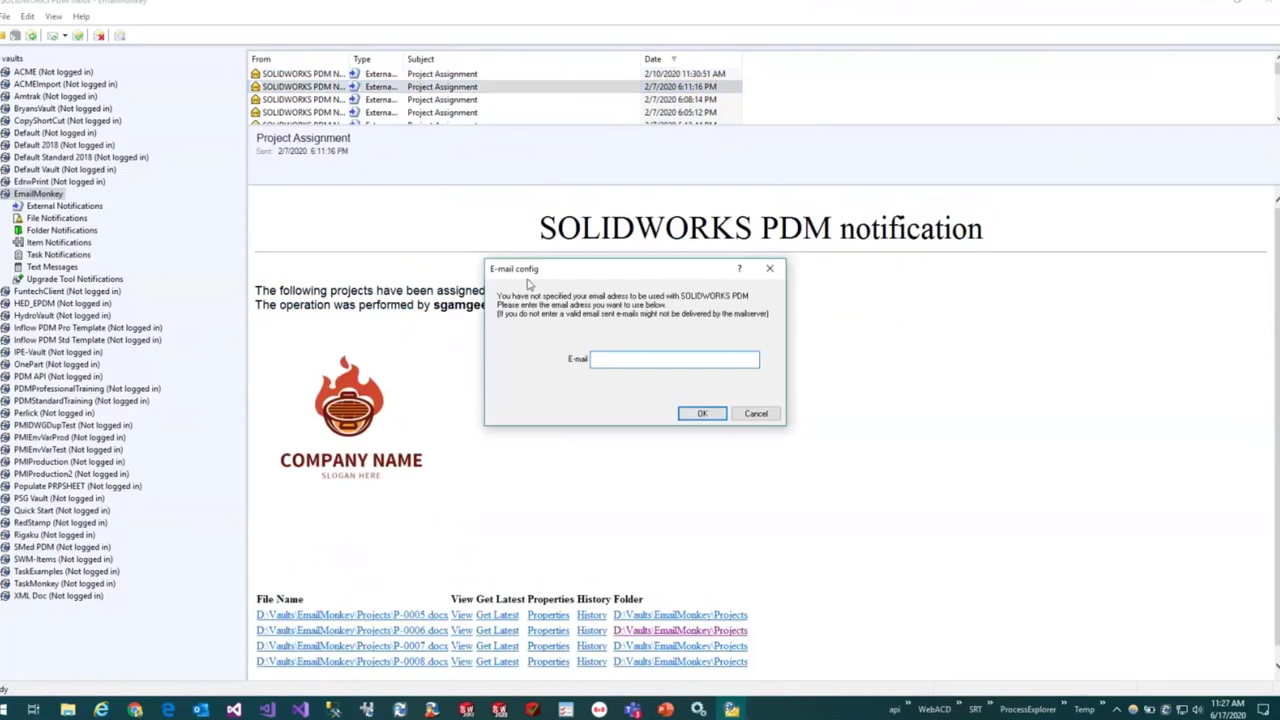 SOLIDWORKS PDM Inbox - EmailMonkey
File Edit View Help
vaults
ACME (Not logged in)
ACMEImport (Not logged in)
Amtrak (Not logged in)
BryansVault (Not logged in)
CopyShortCut (Not logged in)
Default (Not logged in)
Default 2018 (Not logged in)
Default Standard 2018 (Not logged in)
Default Vault (Not logged in)
EdrwPrint (Not logged in)
EmailMonkey
External Notifications
File Notifications
Folder Notifications
Item Notifications
Task Notifications
Text Messages
Upgrade Tool Notifications
FuntechClient (Not logged in)
HED_EPDM (Not logged in)
HydroVault (Not logged in)
Inflow PDM Pro Template (Not logged in)
Inflow PDM Std Template (Not logged in)
IPE-Vault (Not logged in)
OnePart (Not logged in)
PDM API (Not logged in)
PDMProfessionalTraining (Not logged in)
PDMStandardTraining (Not logged in)
Perlick (Not logged in)
PMIDWGDupTest (Not logged in)
PMIEnvVarProd (Not logged in)
PMIEnvVarTest (Not logged in)
PMIProduction (Not logged in)
PMIProduction2 (Not logged in)
Populate PRPSHEET (Not logged in)
PSG Vault (Not logged in)
Quick Start (Not logged in)
RedStamp (Not logged in)
Rigaku (Not logged in)
SMed PDM (Not logged in)
SWM-Items (Not logged in)
TaskExamples (Not logged in)
TaskMonkey (Not logged in)
XML Doc (Not logged in)
From Type Subject Date
SOLIDWORKS PDM N... Externa... Project Assignment 2/10/2020 11:30:51 AM
SOLIDWORKS PDM N... Externa... Project Assignment 2/7/2020 6:11:16 PM
SOLIDWORKS PDM N... Externa... Project Assignment 2/7/2020 6:08:14 PM
SOLIDWORKS PDM N... Externa... Project Assignment 2/7/2020 6:05:12 PM
Project Assignment
Sent: 2/7/2020 6:11:16 PM
SOLIDWORKS PDM notification
The following projects have been assigned
The operation was performed by sgamgee
E-mail config
?
You have not specified your email adress to be used with SOLIDWORKS PDM
Please enter the email adress you want to use below.
(If you do not enter a valid email sent e-mails might not be delivered by the mailserver)
E-mail
OK Cancel
COMPANY NAME
SLOGAN HERE
File Name View Get Latest Properties History Folder
D:\Vaults\EmailMonkey\Projects\P-0005.docx View Get Latest Properties History D:\Vaults\EmailMonkey\Projects
D:\Vaults\EmailMonkey\Projects\P-0006.docx View Get Latest Properties History D:\Vaults\EmailMonkey\Projects
D:\Vaults\EmailMonkey\Projects\P-0007.docx View Get Latest Properties History D:\Vaults\EmailMonkey\Projects
D:\Vaults\EmailMonkey\Projects\P-0008.docx View Get Latest Properties History D:\Vaults\EmailMonkey\Projects
dy
api WebACD SRT ProcessExplorer Temp
11:27 AM
6/17/2020